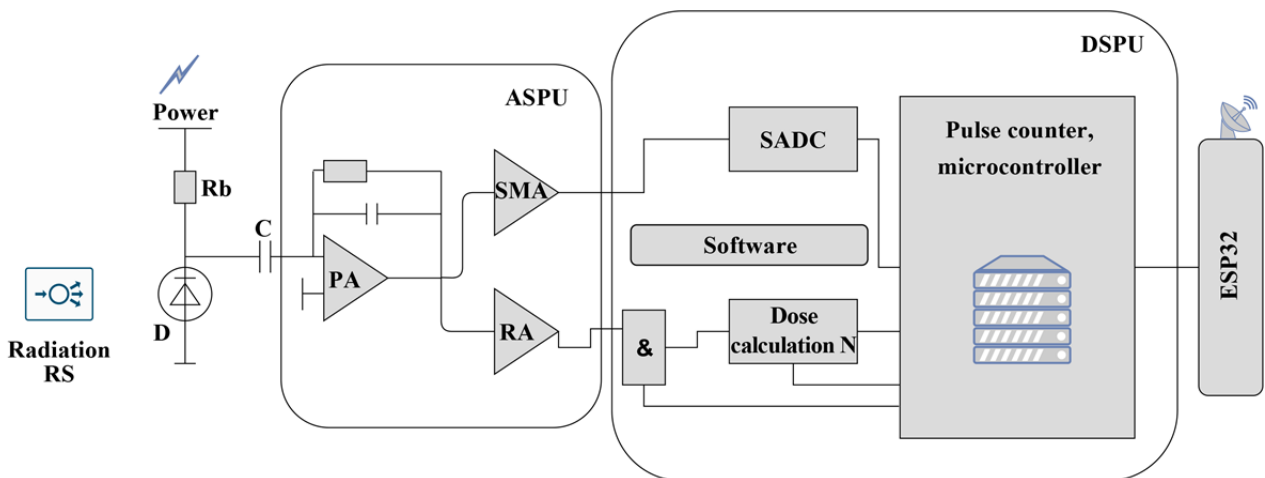 DSPU
ASPU
Power
Rb
C
D
Radiation
RS
PA
SMA
RA
SADC
Software
&
Dose
calculation N
Pulse counter,
microcontroller
ESP32